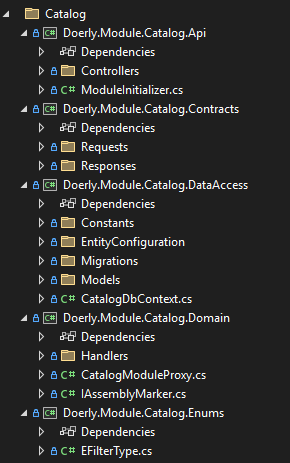 Catalog
Doerly.Module.Catalog.Api
Dependencies
Controllers
ModuleInitializer.cs
Doerly.Module.Catalog.Contracts
Dependencies
Requests
Responses
Doerly.Module.Catalog.DataAccess
Dependencies
Constants
EntityConfiguration
Migrations
Models
CatalogDbContext.cs
Doerly.Module.Catalog.Domain
Dependencies
Handlers
CatalogModuleProxy.cs
IAssemblyMarker.cs
Doerly.Module.Catalog.Enums
Dependencies
EFilterType.cs